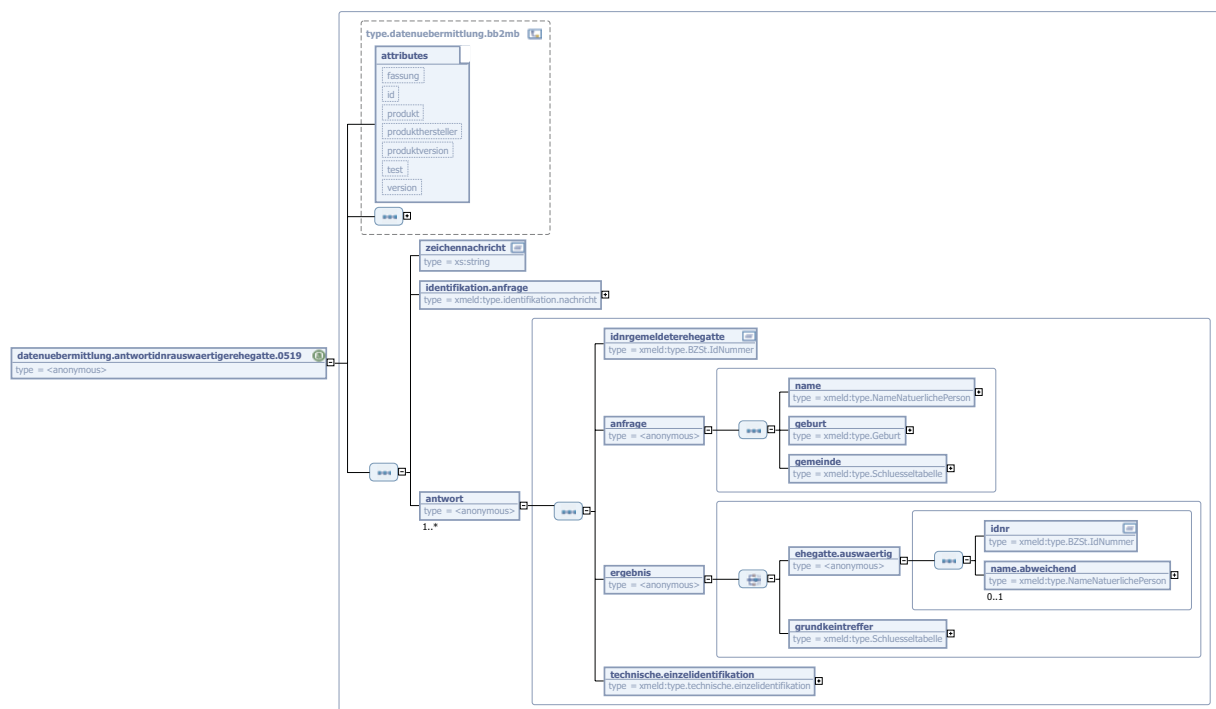 type.datenuebermittlung.bb2mb
attributes
fassung
id
produkt
produkthersteller
produktversion
test
version
zeichennachricht
type = xs:string
identifikation.anfrage
type = xmeld:type.identifikation.nachricht
datenuebermittlung.antwortidnrauswaertigerehegatte.0519
type = <anonymous>
antwort
type = <anonymous>
1..*
idnrgemeldeterehegatte
type = xmeld:type.BZSt.IdNummer
anfrage
type = <anonymous>
name
type = xmeld:type.NameNatuerlichePerson
geburt
type = xmeld:type.Geburt
gemeinde
type = xmeld:type.Schluesseltabelle
ergebnis
type = <anonymous>
ehegatte.auswaertig
type = <anonymous>
idnr
type = xmeld:type.BZSt.IdNummer
name.abweichend
type = xmeld:type.NameNatuerlichePerson
0..1
grundkeintreffer
type = xmeld:type.Schluesseltabelle
technische.einzelidentifikation
type = xmeld:type.technische.einzelidentifikation